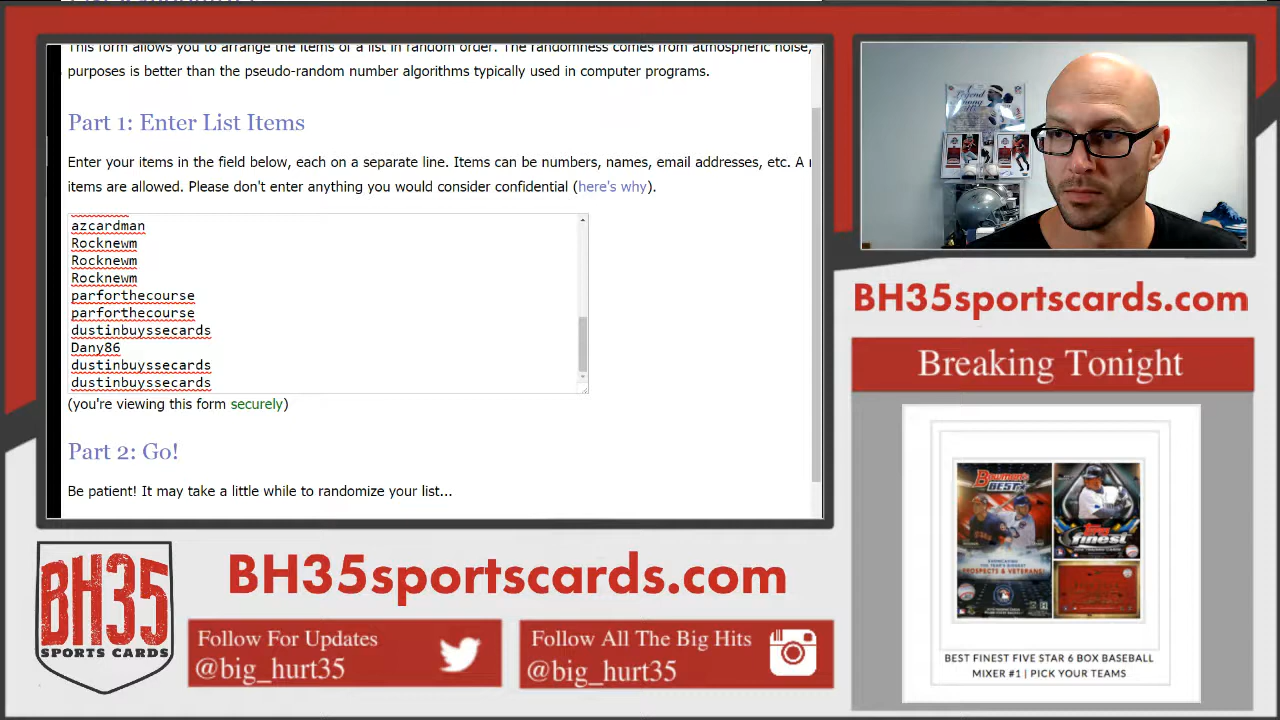 This form allows you to arrange the items of a list in random order. The randomness comes from atmospheric noise,
purposes is better than the pseudo-random number algorithms typically used in computer programs.
Part 1: Enter List Items
Enter your items in the field below, each on a separate line. Items can be numbers, names, email addresses, etc. A
items are allowed. Please don't enter anything you would consider confidential (here's why).
azcardman
Rocknewm
Rocknewm
Rocknewm
parforthecourse
parforthecourse
dustinbuyssecards
Dany86
dustinbuyssecards
dustinbuyssecards
(you're viewing this form securely)
Part 2: Go!
Be patient! It may take a little while to randomize your list...
BH35sportscards.com
Breaking Tonight
Bowman's
BEST
PROSPECTS & VETERANS!
topps
finest
BEST FINEST FIVE STAR 6 BOX BASEBALL
MIXER #1 | PICK YOUR TEAMS
BH35
SPORTS CARDS
BH35sportscards.com
Follow For Updates
@big_hurt35
Follow All The Big Hits
@big_hurt35